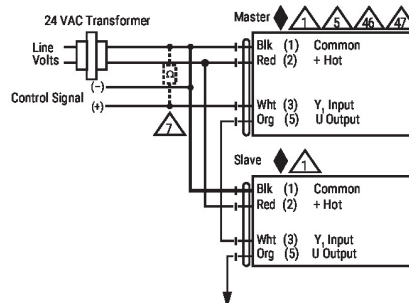 24 VAC Transformer
Line
Volts
Control Signal
(–)
(+)
Ω
7
Master
1
5
46
47
Blk (1) Common
Red (2) + Hot
Wht (3) Y₁ Input
Org (5) U Output
Slave
1
Blk (1) Common
Red (2) + Hot
Wht (3) Y₁ Input
Org (5) U Output